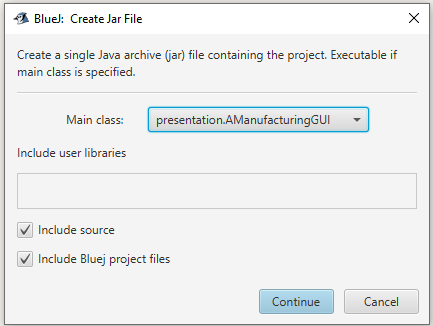 BlueJ: Create Jar File
Create a single Java archive (jar) file containing the project. Executable if
main class is specified.
Main class: presentation.AManufacturingGUI
Include user libraries
Include source
Include Bluej project files
Continue Cancel